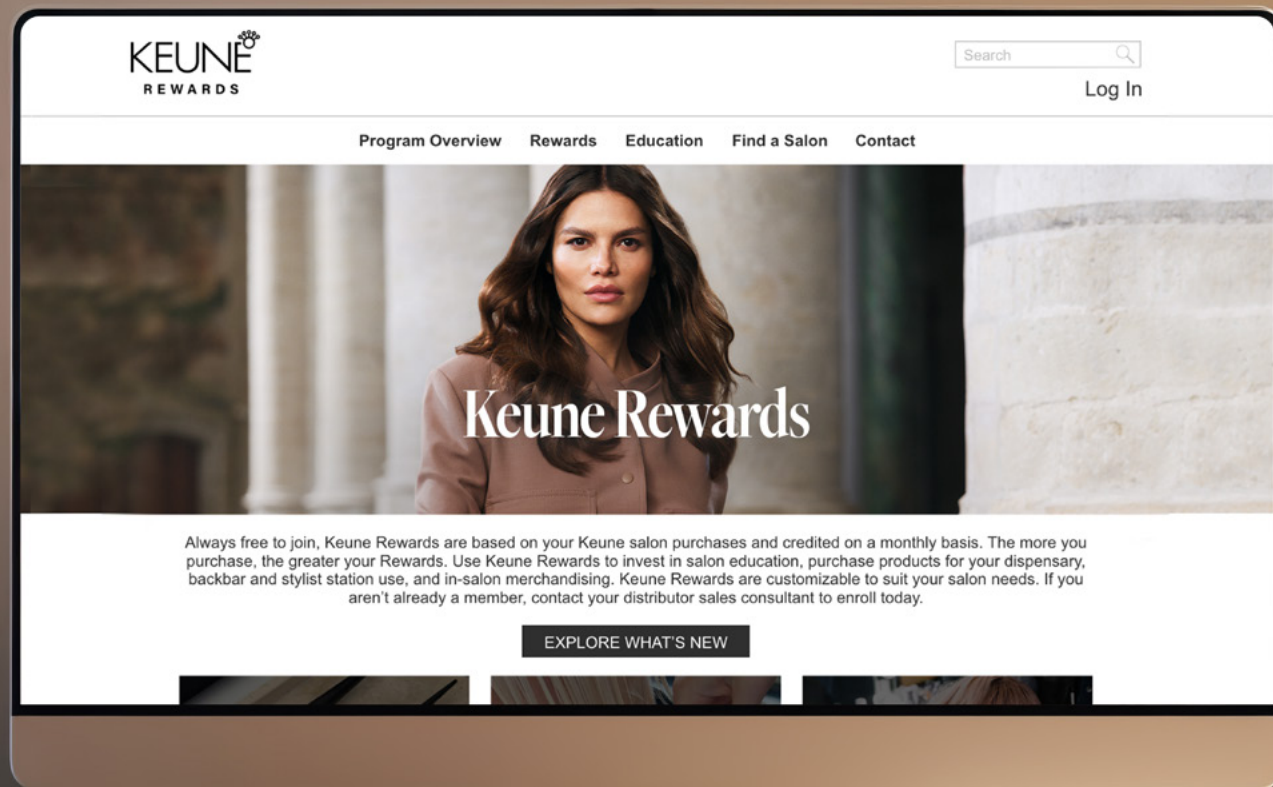 KEUNE
REWARDS
Search
Log In
Program Overview Rewards Education Find a Salon Contact
Keune Rewards
Always free to join, Keune Rewards are based on your Keune salon purchases and credited on a monthly basis. The more you
purchase, the greater your Rewards. Use Keune Rewards to invest in salon education, purchase products for your dispensary,
backbar and stylist station use, and in-salon merchandising. Keune Rewards are customizable to suit your salon needs. If you
aren’t already a member, contact your distributor sales consultant to enroll today.
EXPLORE WHAT’S NEW